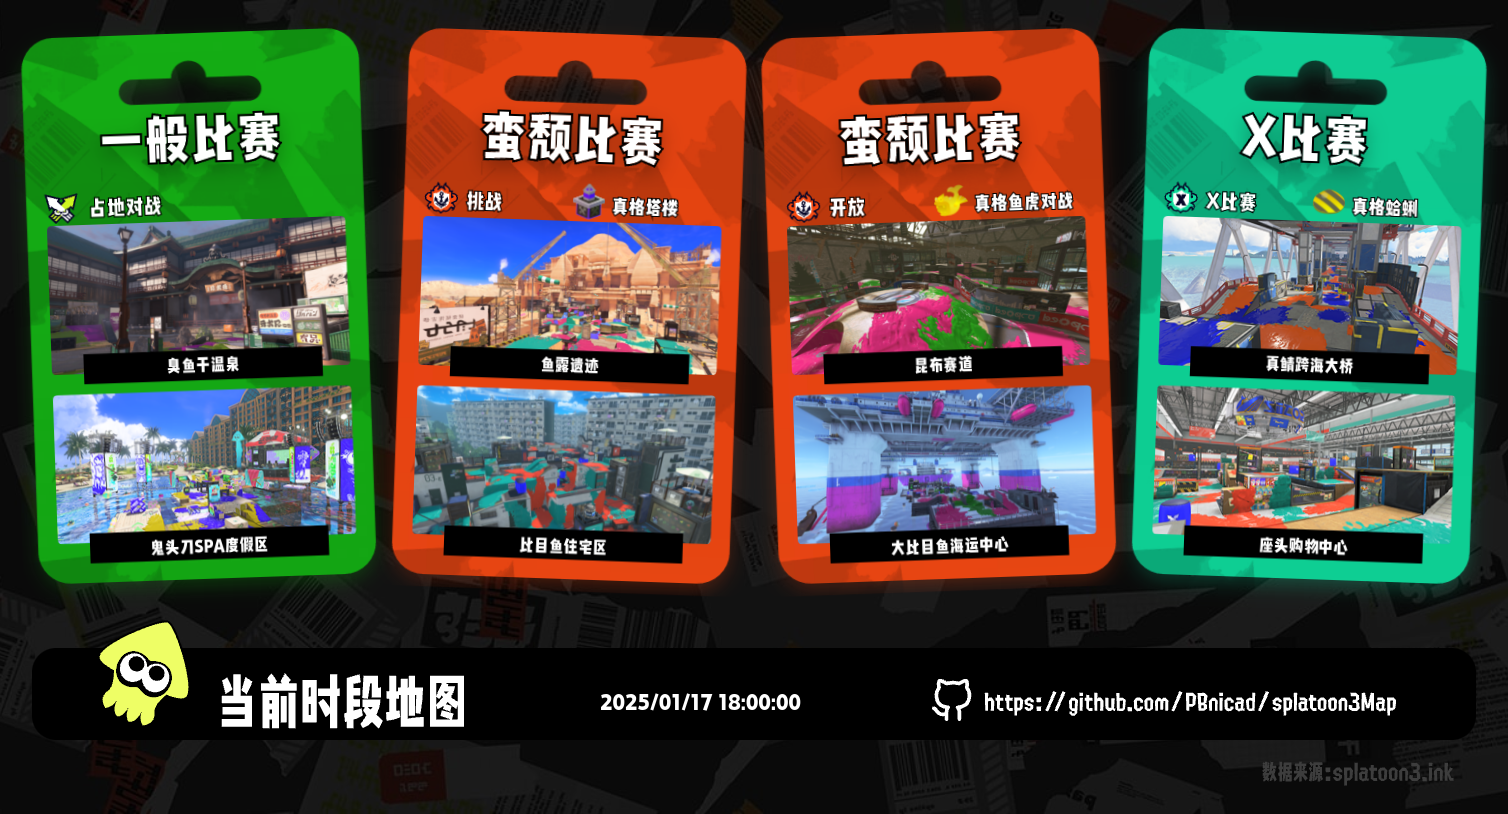 一般比赛
占地对战
臭鱼干温泉
鬼头刀SPA度假区
蛮颓比赛
挑战
真格塔楼
鱼露遗迹
比目鱼住宅区
蛮颓比赛
开放
真格鱼虎对战
昆布赛道
大比目鱼海运中心
X比赛
X比赛
真格蛤蜊
真鲭跨海大桥
座头购物中心
当前时段地图
2025/01/17 18:00:00
https://github.com/PBnicad/splatoon3Map
数据来源:splatoon3.ink